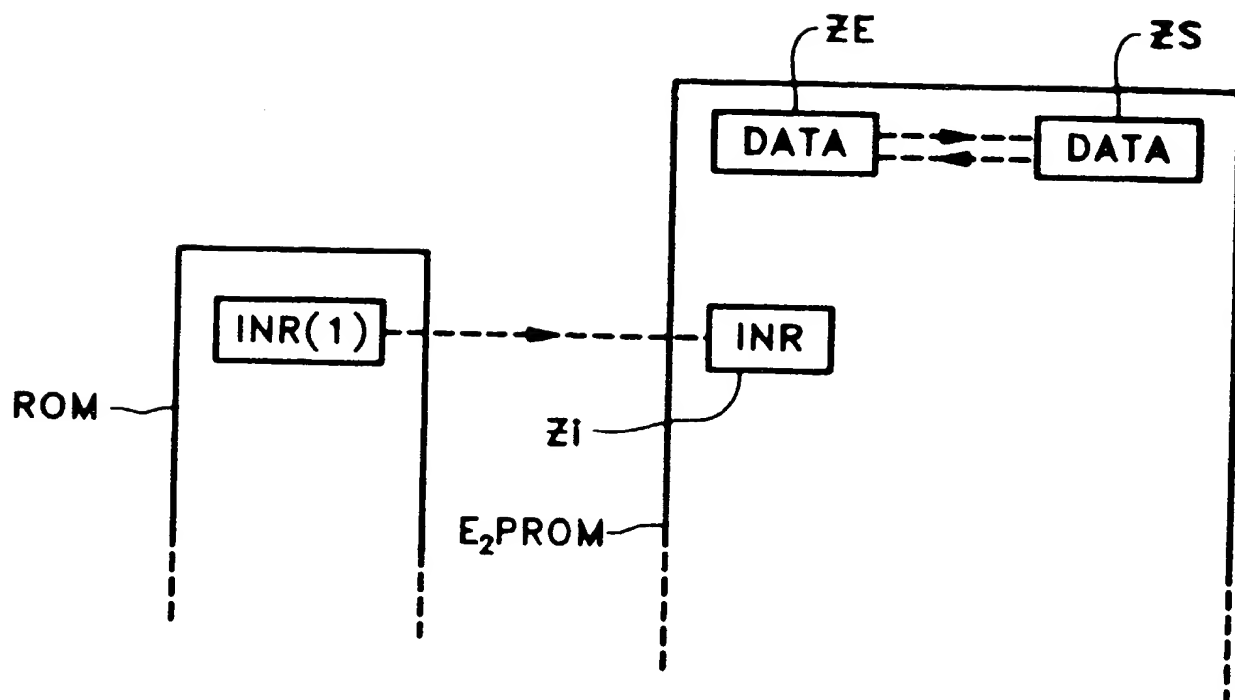 ZE
ZS
DATA
DATA
INR(1)
INR
ROM
Zi
E₂PROM